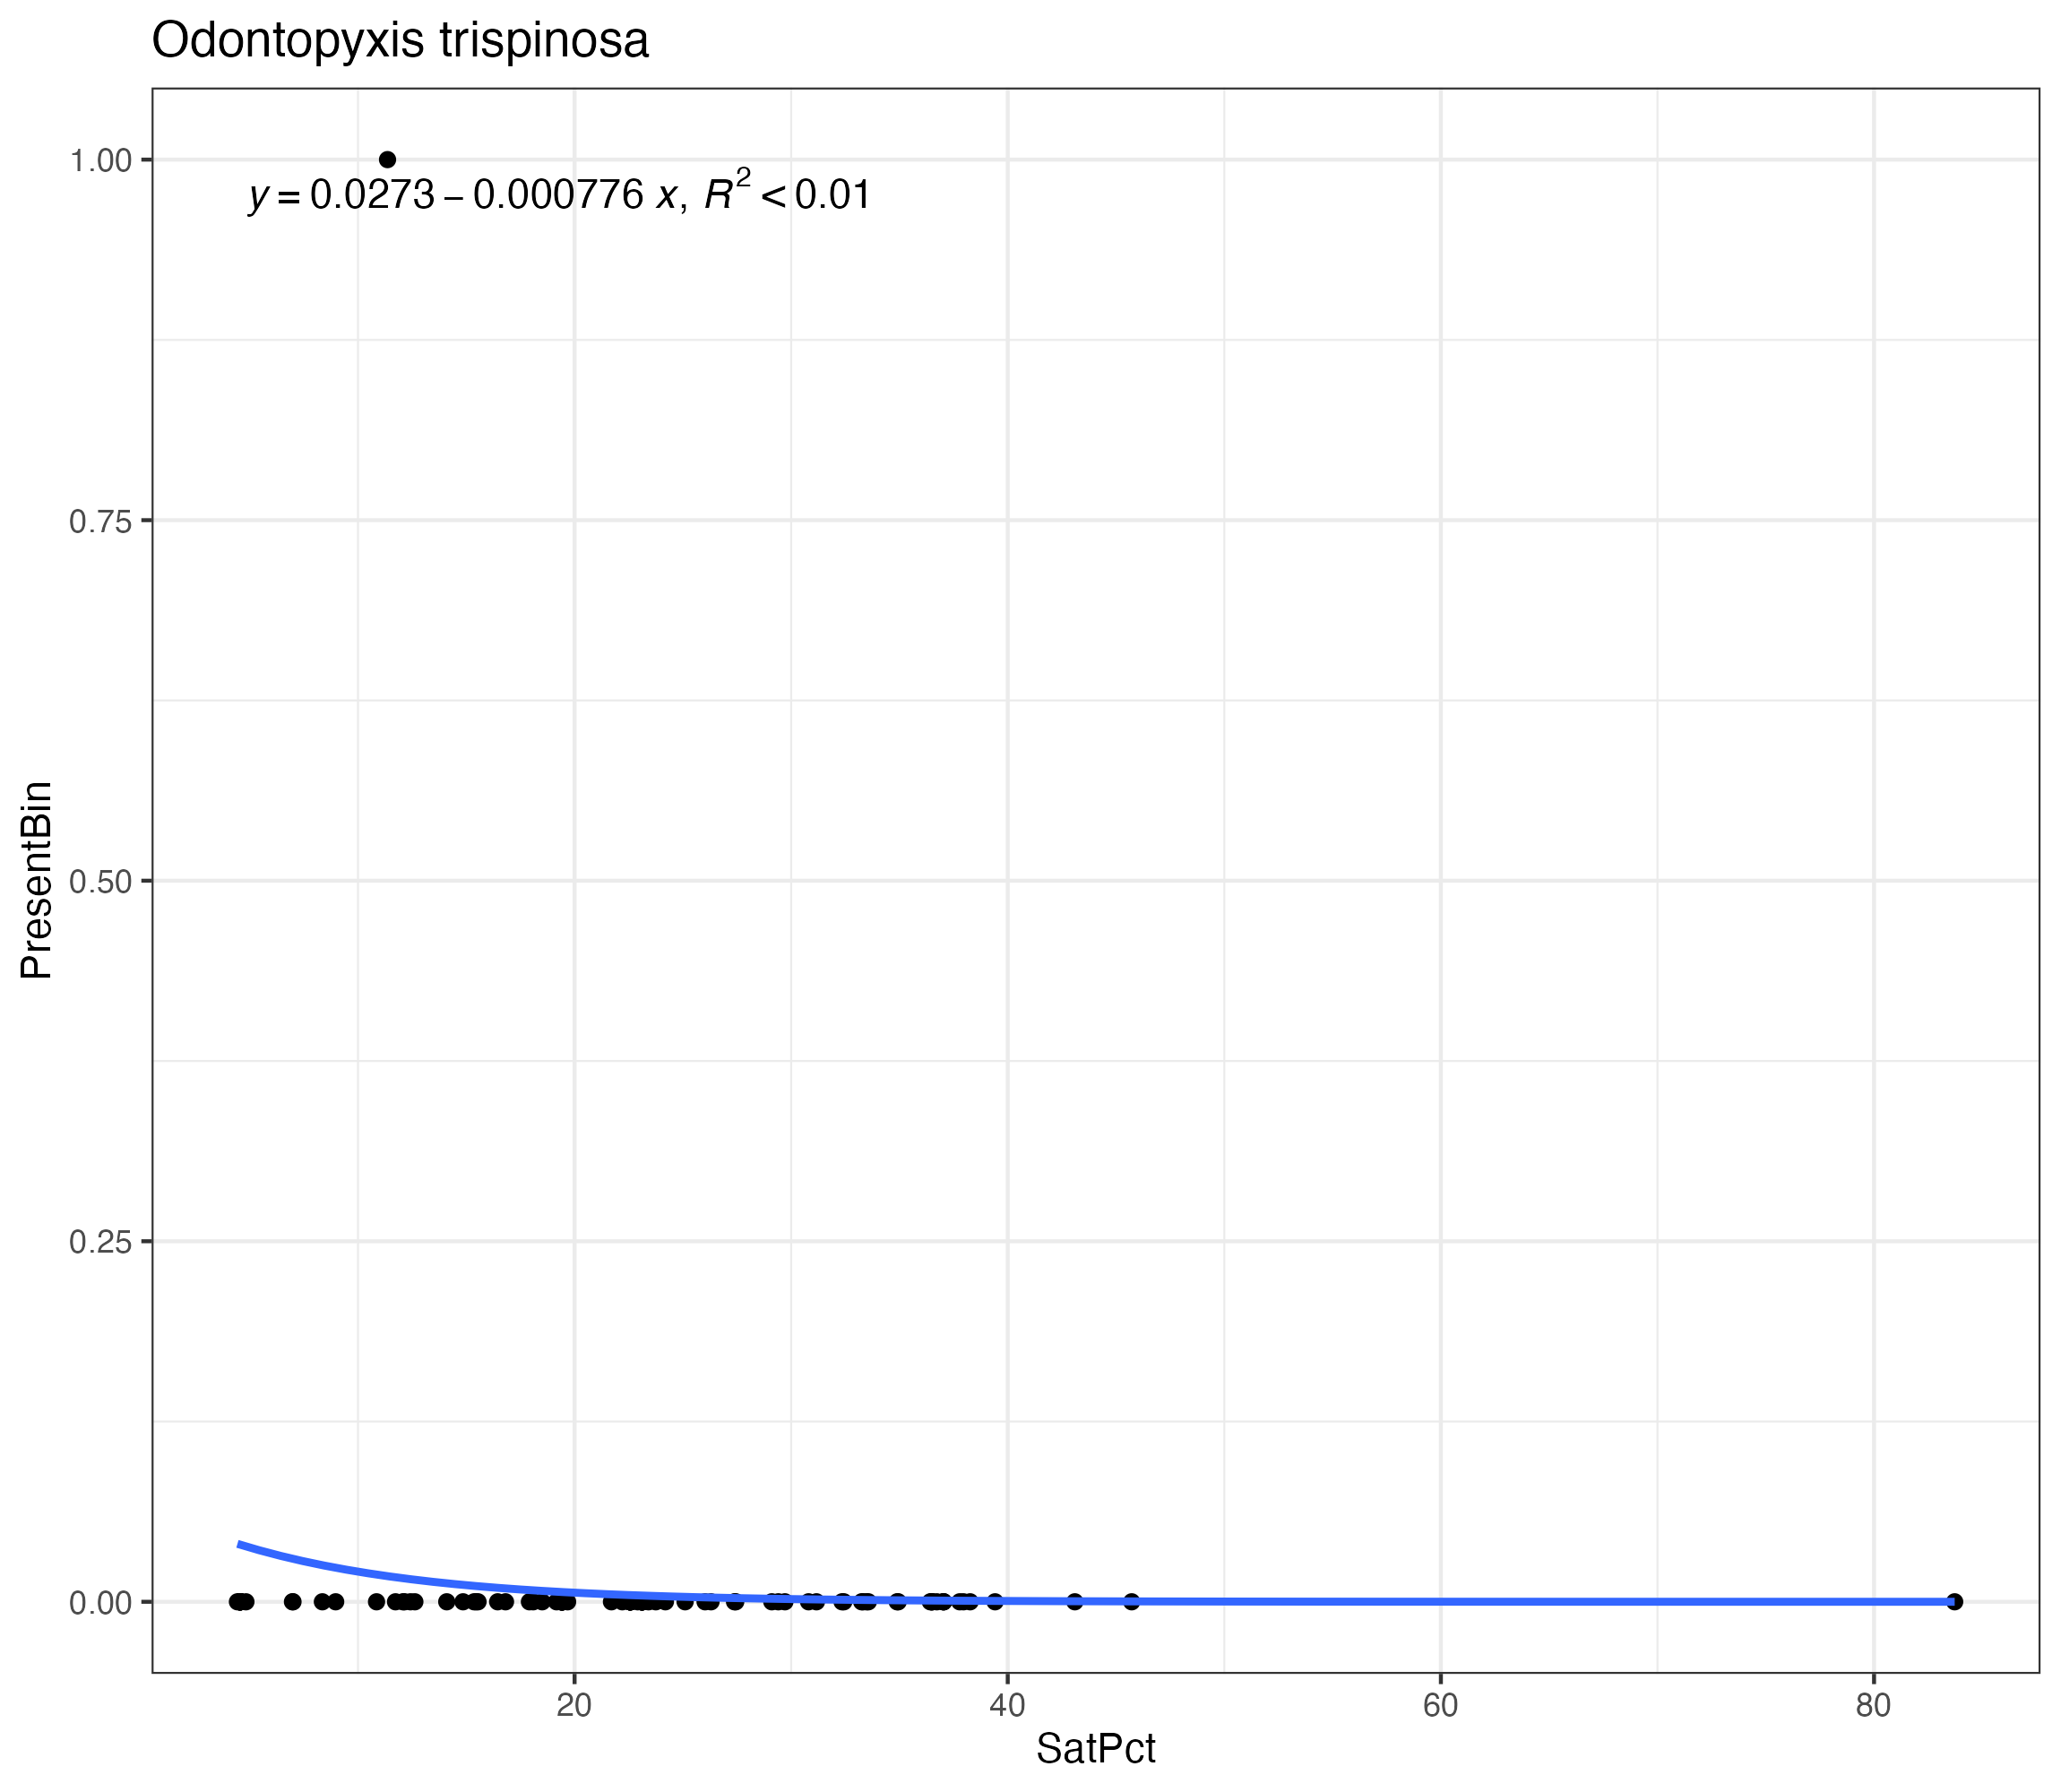 Odontopyxis trispinosa
1.00
y = 0.0273 − 0.000776 x, R² < 0.01
0.75
PresentBin
0.50
0.25
0.00
20 40 60 80
SatPct